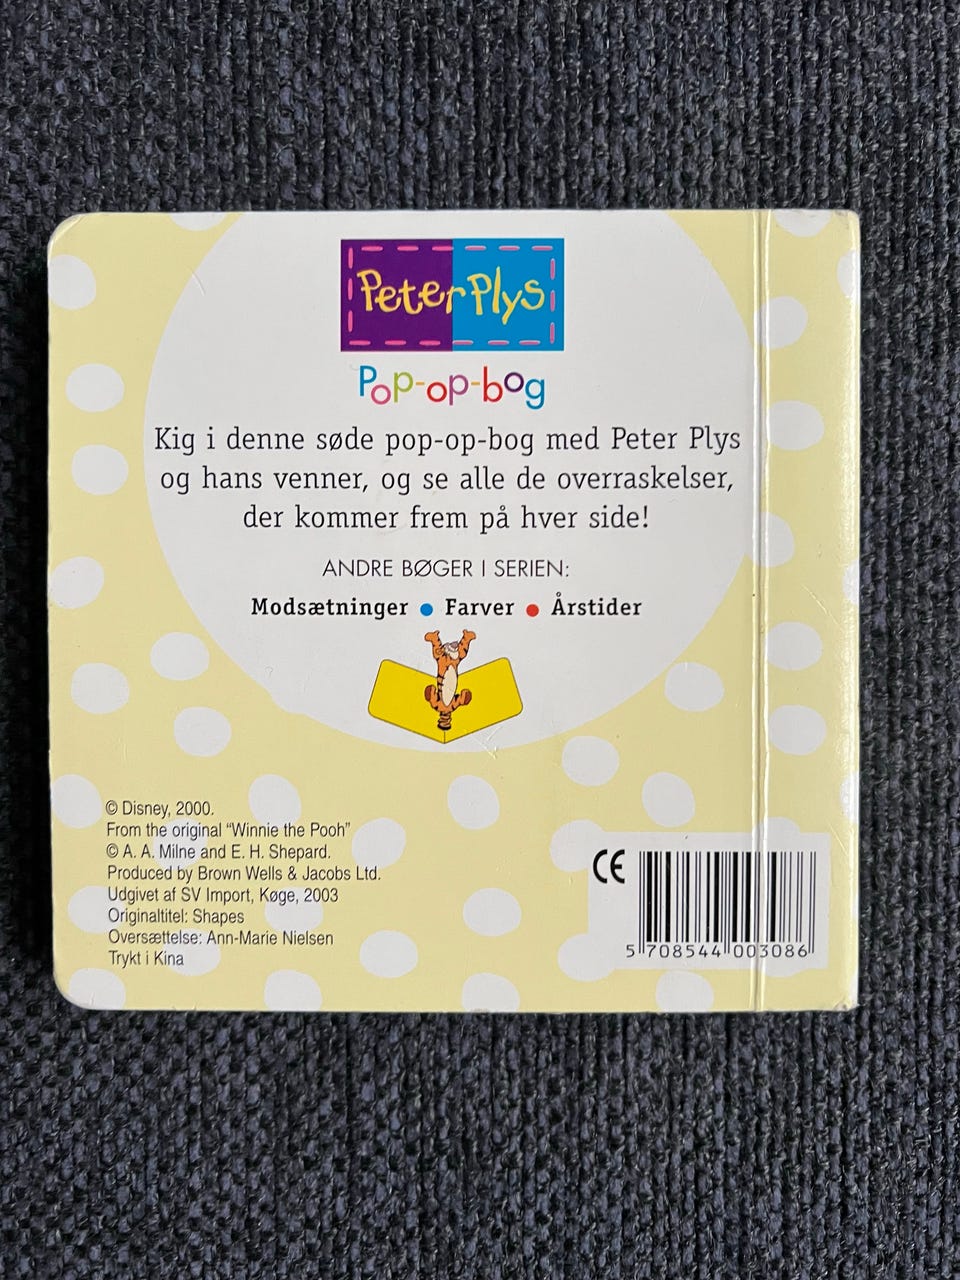 Peter Plys
Pop-op-bog
Kig i denne søde pop-op-bog med Peter Plys
og hans venner, og se alle de overraskelser,
der kommer frem på hver side!
ANDRE BØGER I SERIEN:
Modsætninger ● Farver ● Årstider
© Disney, 2000.
From the original “Winnie the Pooh”
© A. A. Milne and E. H. Shepard.
Produced by Brown Wells & Jacobs Ltd.
Udgivet af SV Import, Køge, 2003
Originaltitel: Shapes
Oversættelse: Ann-Marie Nielsen
Trykt i Kina
CE
5 708544 003086